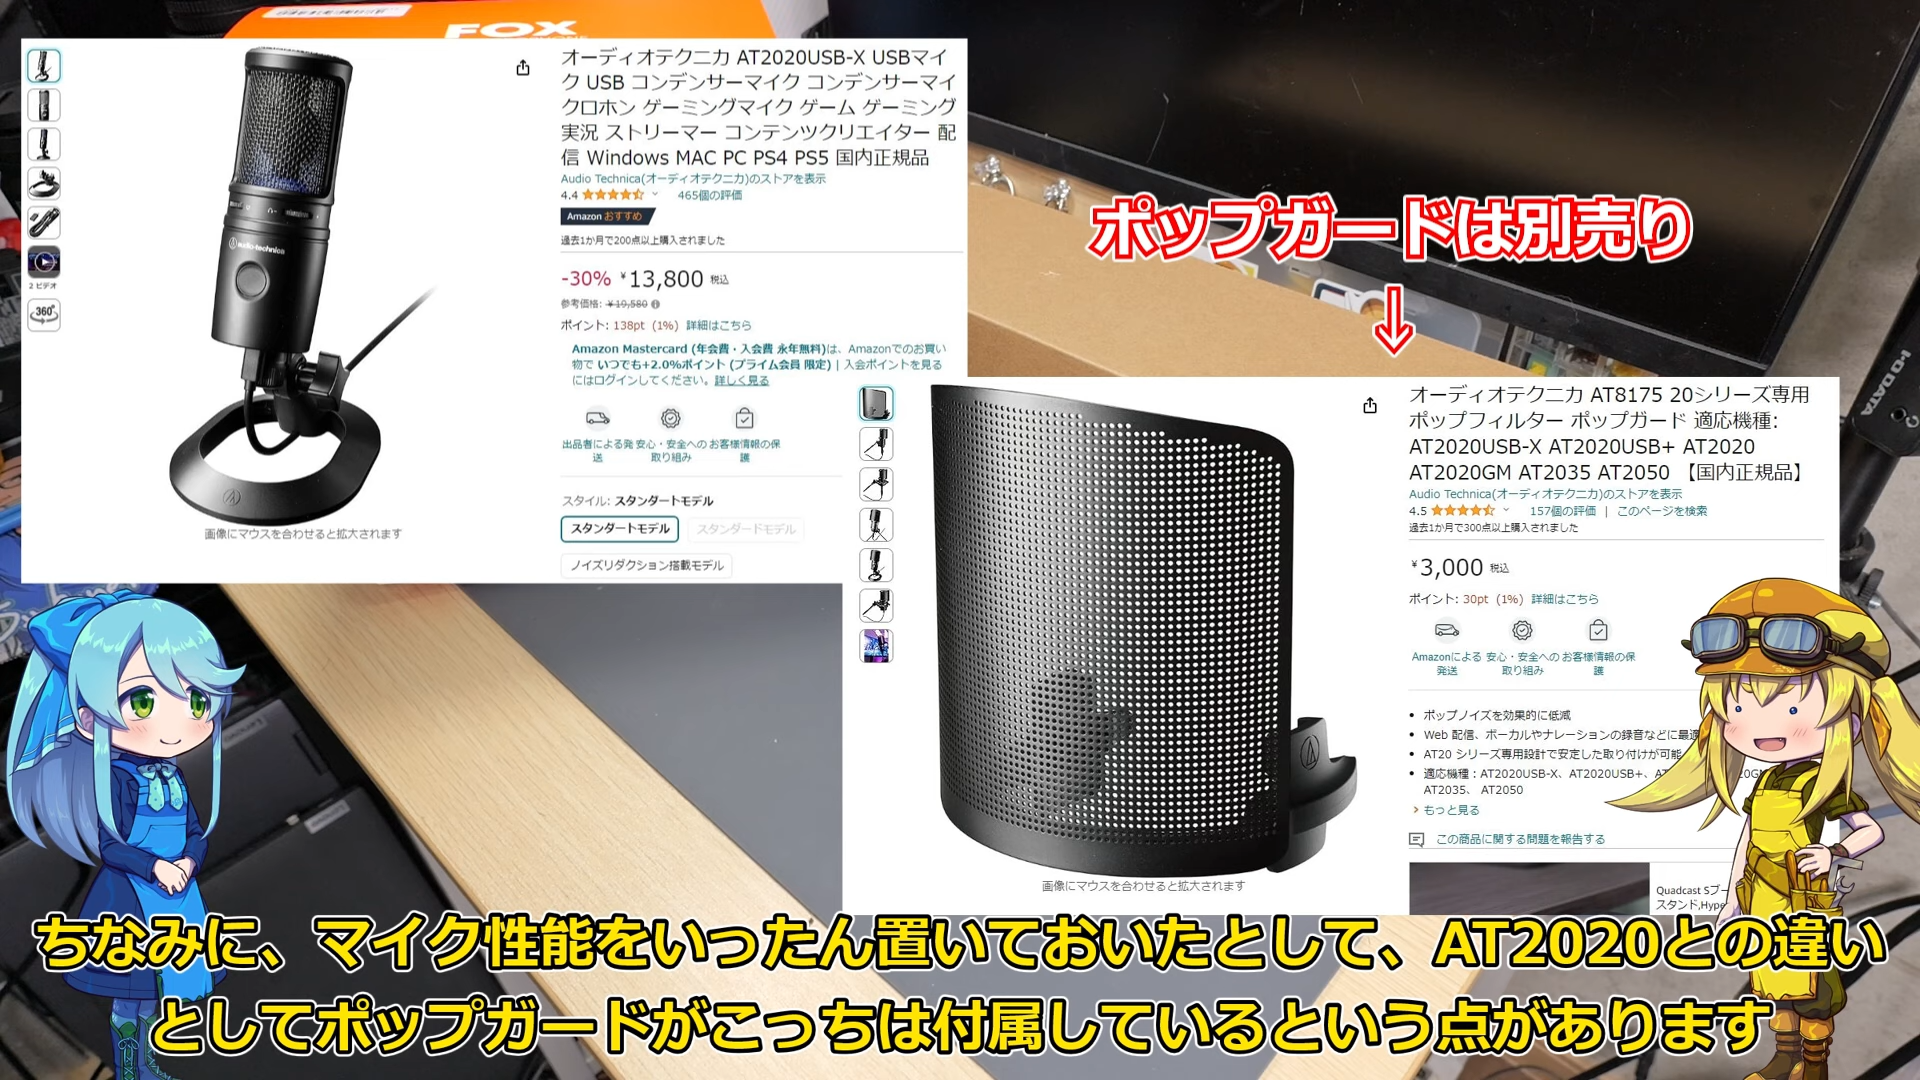 FOX
オーディオテクニカ AT2020USB-X USBマイ
ク USB コンデンサーマイク コンデンサーマイ
クロホン ゲーミングマイク ゲーム ゲーミング
実況 ストリーマー コンテンツクリエイター 配
信 Windows MAC PC PS4 PS5 国内正規品
Audio Technica(オーディオテクニカ)のストアを表示
4.4 465個の評価
Amazon おすすめ
過去1か月で200点以上購入されました
-30% ¥13,800 税込
参考価格: ¥19,580
ポイント: 138pt (1%) 詳細はこちら
Amazon Mastercard (年会費・入会費 永年無料)は、Amazonでのお買い
物で いつでも+2.0%ポイント (プライム会員 限定) | 入会ポイントを見る
にはログインしてください。詳しく見る
出品者による発送
安心・安全への取り組み
お客様情報の保護
スタイル: スタンダートモデル
スタンダートモデル スタンダードモデル
ノイズリダクション搭載モデル
2 ビデオ
360°
audio-technica
画像にマウスを合わせると拡大されます
ポップガードは別売り
↓
オーディオテクニカ AT8175 20シリーズ専用
ポップフィルター ポップガード 適応機種:
AT2020USB-X AT2020USB+ AT2020
AT2020GM AT2035 AT2050 【国内正規品】
Audio Technica(オーディオテクニカ)のストアを表示
4.5 157個の評価 | このページを検索
過去1か月で300点以上購入されました
¥3,000 税込
ポイント: 30pt (1%) 詳細はこちら
Amazonによる発送
安心・安全への取り組み
お客様情報の保護
• ポップノイズを効果的に低減
• Web 配信、ボーカルやナレーションの録音などに最適
• AT20 シリーズ専用設計で安定した取り付けが可能
• 適応機種：AT2020USB-X、AT2020USB+、
AT2035、 AT2050
もっと見る
この商品に関する問題を報告する
Quadcast Sブー
スタンド,Hype
画像にマウスを合わせると拡大されます
IO DATA
ちなみに、マイク性能をいったん置いておいたとして、AT2020との違い
としてポップガードがこっちは付属しているという点があります